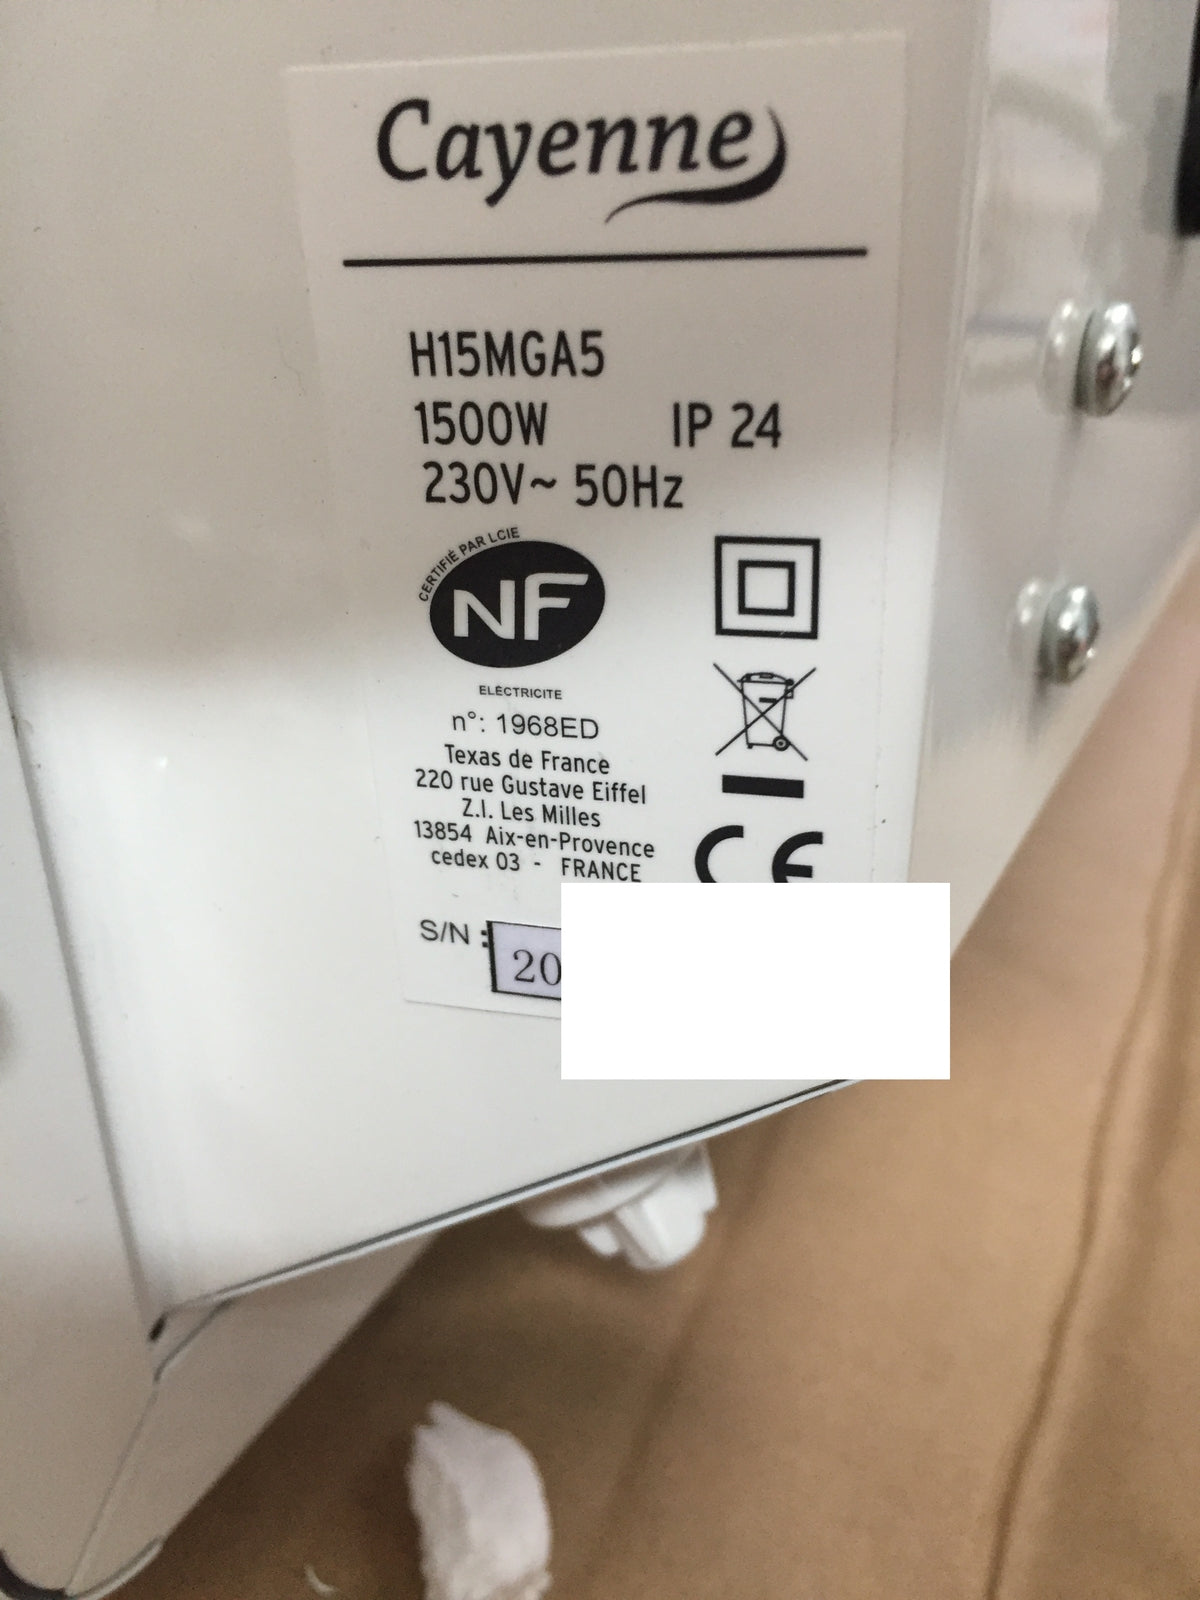 Cayenne
H15MGA5
1500W IP 24
230V~ 50Hz
CERTIFIÉ PAR LCIE
NF
ELECTRICITE
n°: 1968ED
Texas de France
220 rue Gustave Eiffel
Z.I. Les Milles
13854 Aix-en-Provence
cedex 03 - FRANCE
CE
S/N : 20